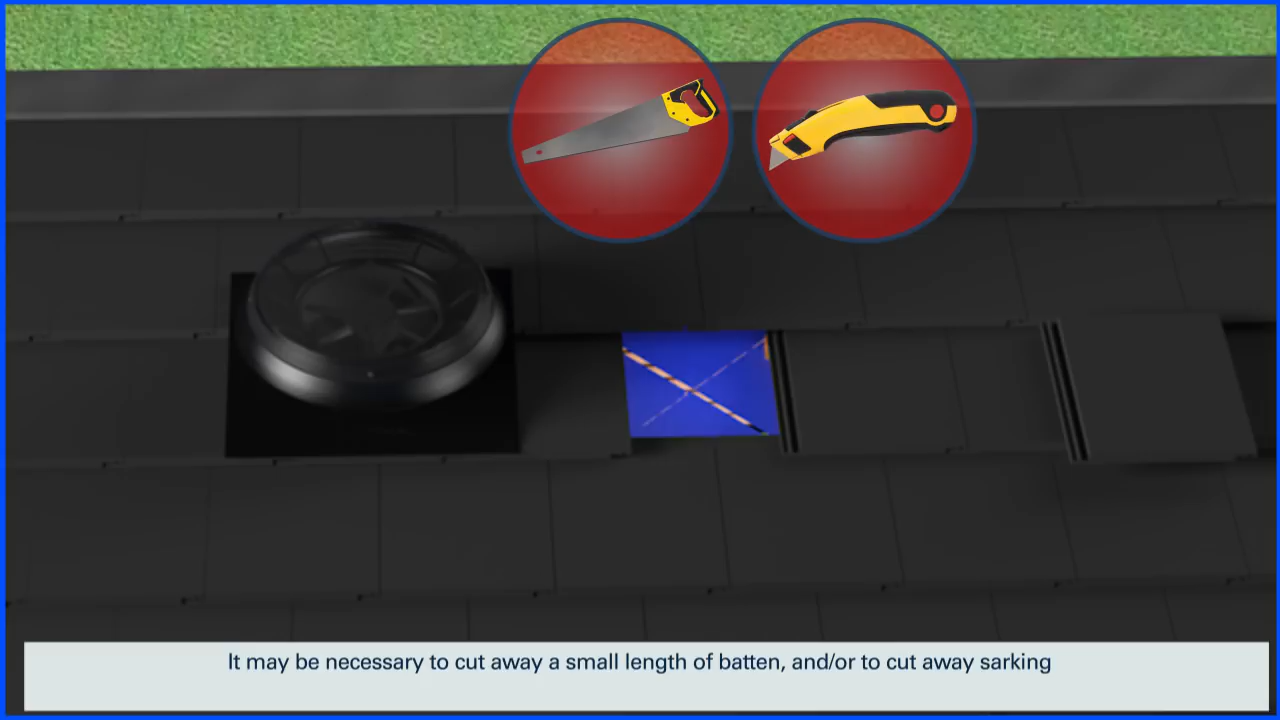 It may be necessary to cut away a small length of batten, and/or to cut away sarking